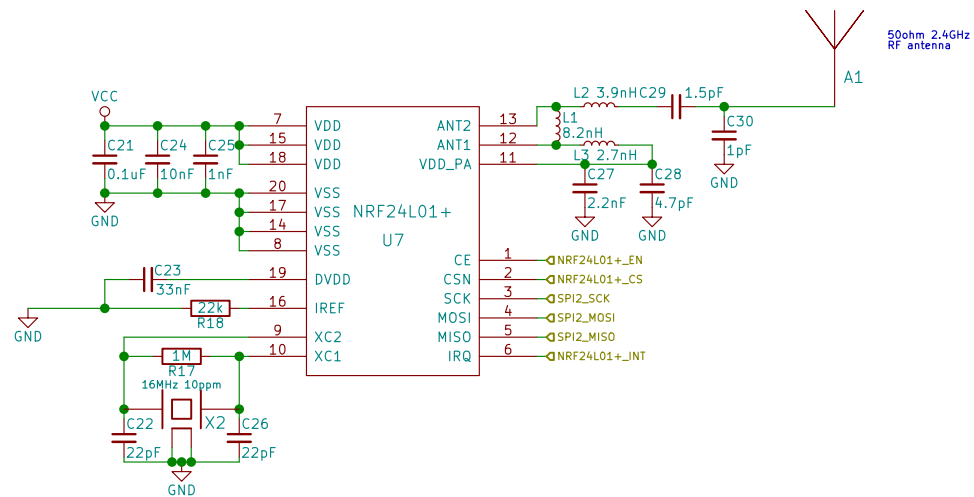 50ohm 2.4GHz
RF antenna
A1
VCC
L2 3.9nH
C29
1.5pF
7
VDD
15
VDD
18
VDD
20
VSS
17
VSS
14
VSS
8
VSS
19
DVDD
16
IREF
9
XC2
10
XC1
NRF24L01+
U7
ANT2
13
ANT1
12
VDD_PA
11
CE
1
NRF24L01+_EN
CSN
2
NRF24L01+_CS
SCK
3
SPI2_SCK
MOSI
4
SPI2_MOSI
MISO
5
SPI2_MISO
IRQ
6
NRF24L01+_INT
L1
8.2nH
L3 2.7nH
C30
1pF
GND
C27
2.2nF
GND
C28
4.7pF
GND
C21
0.1uF
C24
10nF
C25
1nF
GND
C23
33nF
22k
R18
GND
1M
R17
16MHz 10ppm
X2
C22
22pF
C26
22pF
GND